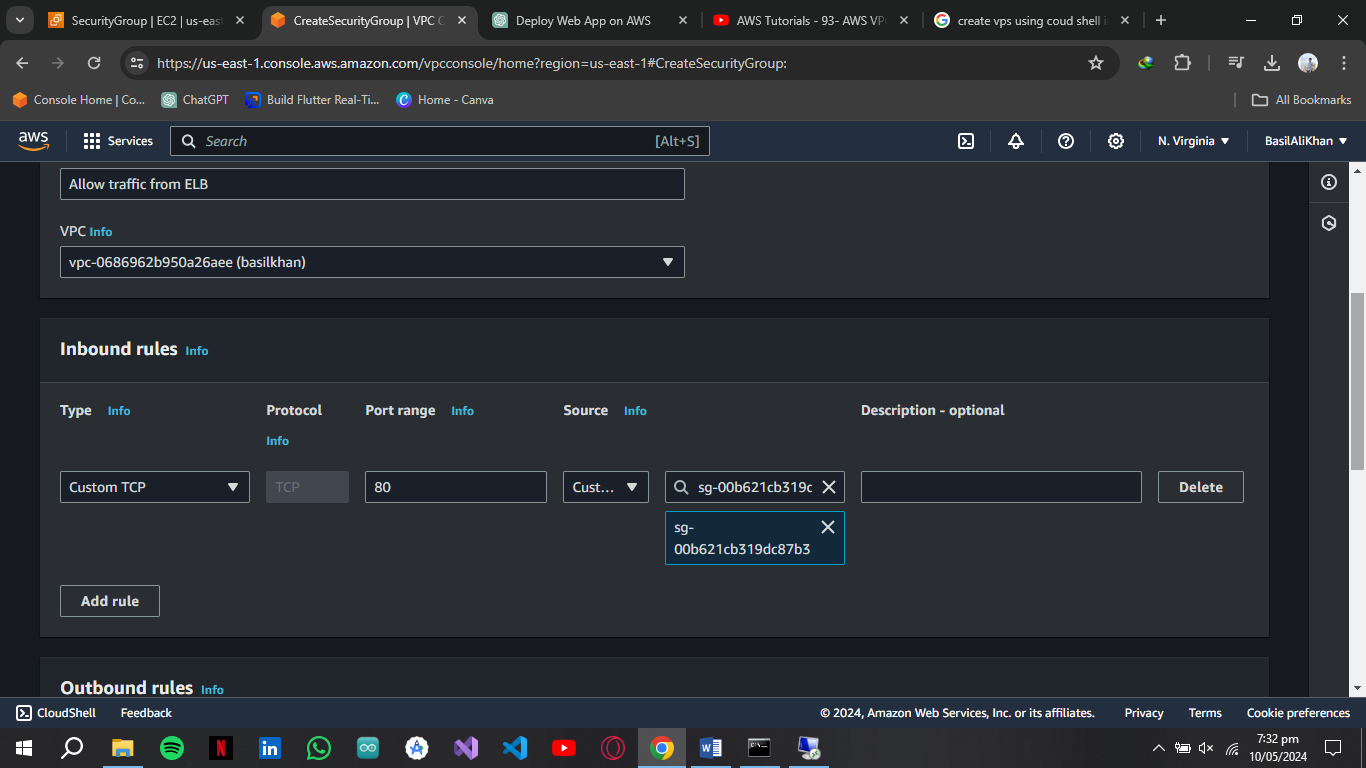 SecurityGroup | EC2 | us-eas
CreateSecurityGroup | VPC C
Deploy Web App on AWS
AWS Tutorials - 93- AWS VP
create vps using coud shell i
https://us-east-1.console.aws.amazon.com/vpcconsole/home?region=us-east-1#CreateSecurityGroup:
Console Home | Co...
ChatGPT
Build Flutter Real-Ti...
Home - Canva
All Bookmarks
aws
Services
Search
[Alt+S]
N. Virginia
BasilAliKhan
Allow traffic from ELB
VPC Info
vpc-0686962b950a26aee (basilkhan)
Inbound rules Info
Type Info
Protocol
Info
Port range Info
Source Info
Description - optional
Custom TCP
TCP
80
Cust...
sg-00b621cb319c
Delete
sg-
00b621cb319dc87b3
Add rule
Outbound rules Info
CloudShell
Feedback
© 2024, Amazon Web Services, Inc. or its affiliates.
Privacy
Terms
Cookie preferences
7:32 pm
10/05/2024